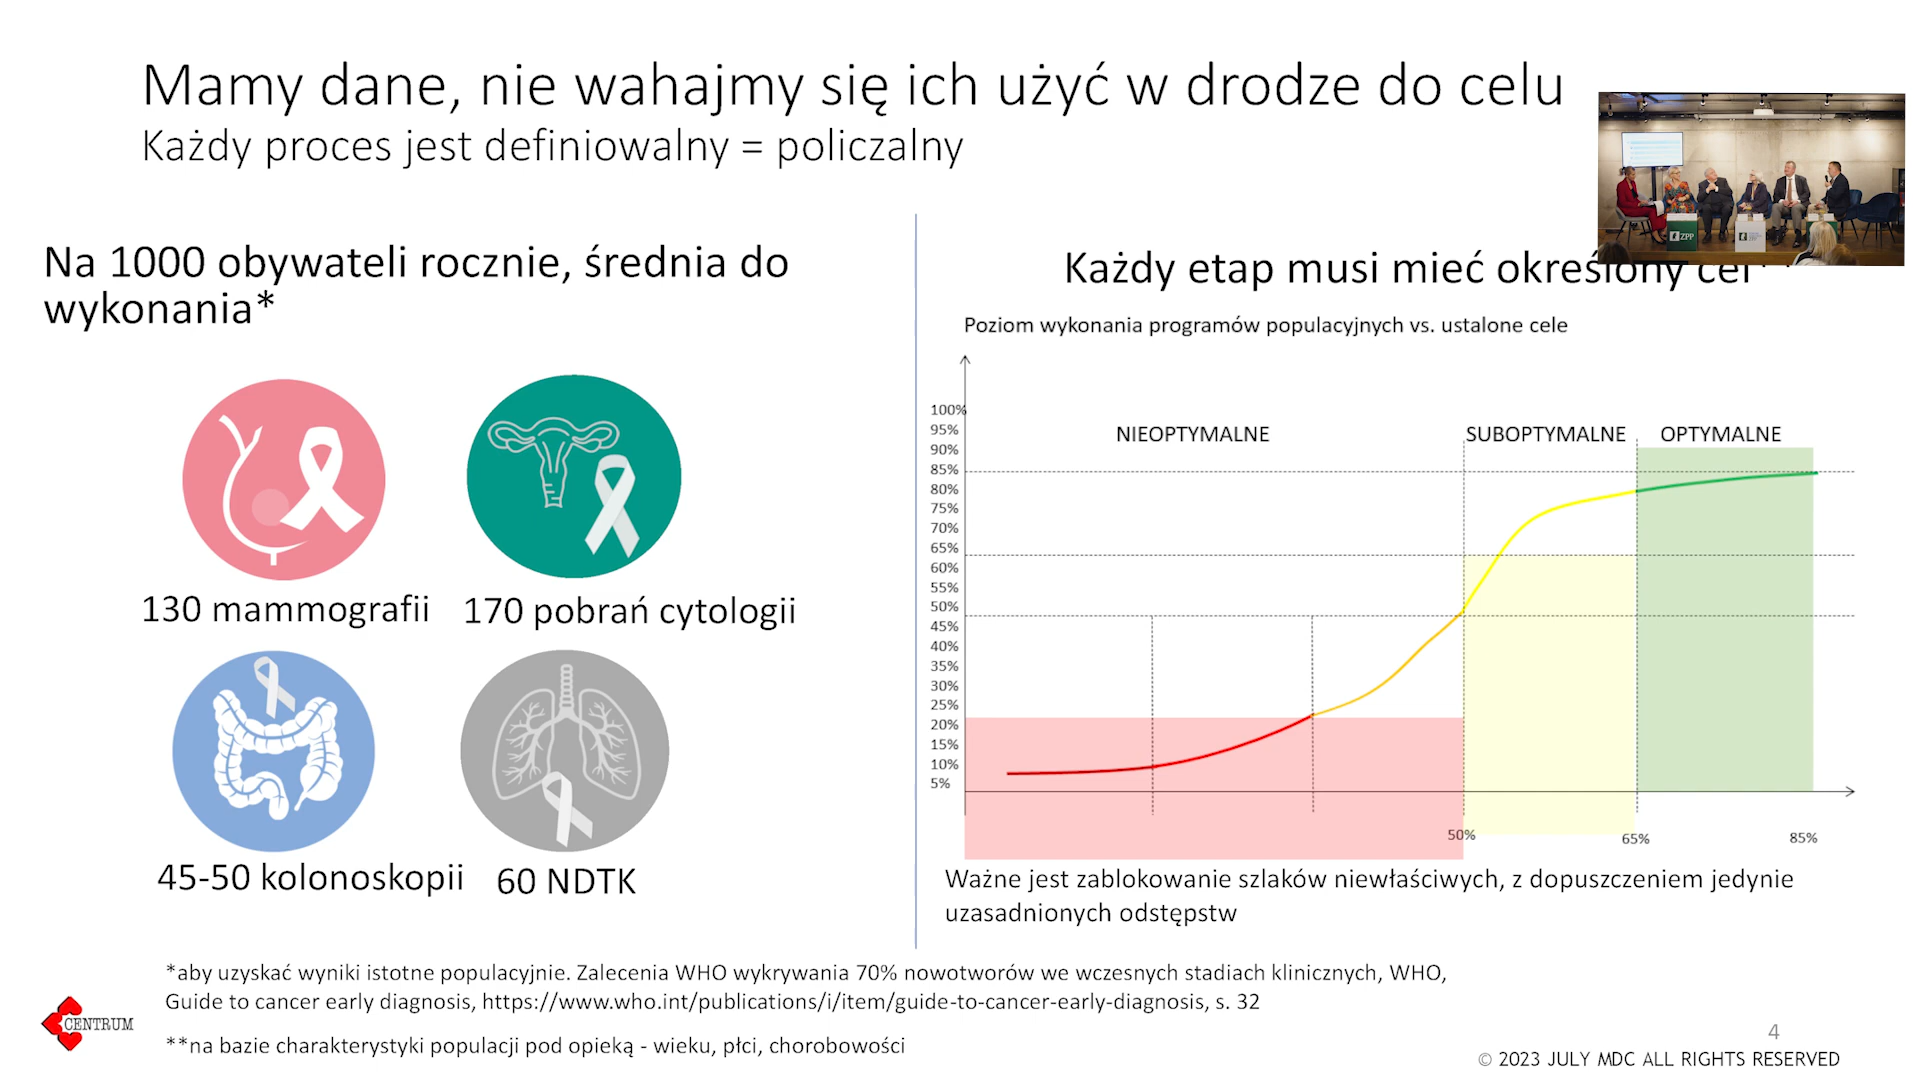 Mamy dane, nie wahajmy się ich użyć w drodze do celu
Każdy proces jest definiowalny = policzalny
Na 1000 obywateli rocznie, średnia do
wykonania*
130 mammografii
170 pobrań cytologii
45-50 kolonoskopii
60 NDTK
Każdy etap musi mieć określony cel**
Poziom wykonania programów populacyjnych vs. ustalone cele
100%
95%
90%
85%
80%
75%
70%
65%
60%
55%
50%
45%
40%
35%
30%
25%
20%
15%
10%
5%
NIEOPTYMALNE
SUBOPTYMALNE
OPTYMALNE
50%
65%
85%
Ważne jest zablokowanie szlaków niewłaściwych, z dopuszczeniem jedynie
uzasadnionych odstępstw
ZPP
*aby uzyskać wyniki istotne populacyjnie. Zalecenia WHO wykrywania 70% nowotworów we wczesnych stadiach klinicznych, WHO,
Guide to cancer early diagnosis, https://www.who.int/publications/i/item/guide-to-cancer-early-diagnosis, s. 32
**na bazie charakterystyki populacji pod opieką - wieku, płci, chorobowości
CENTRUM
4
© 2023 JULY MDC ALL RIGHTS RESERVED